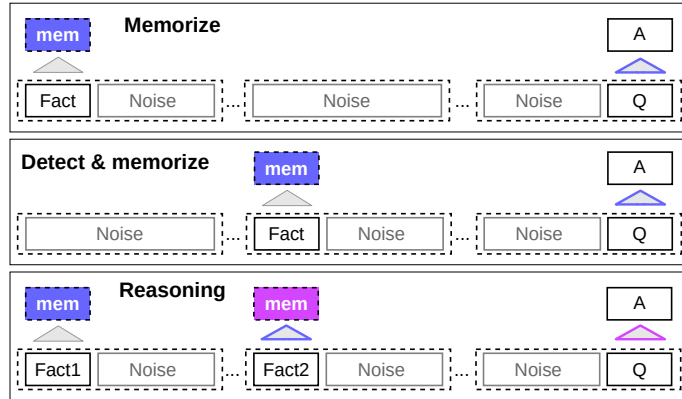 mem Memorize A
Fact Noise ... Noise ... Noise Q
Detect & memorize mem A
Noise ... Fact Noise ... Noise Q
Reasoning
mem mem A
Fact1 Noise ... Fact2 Noise ... Noise Q